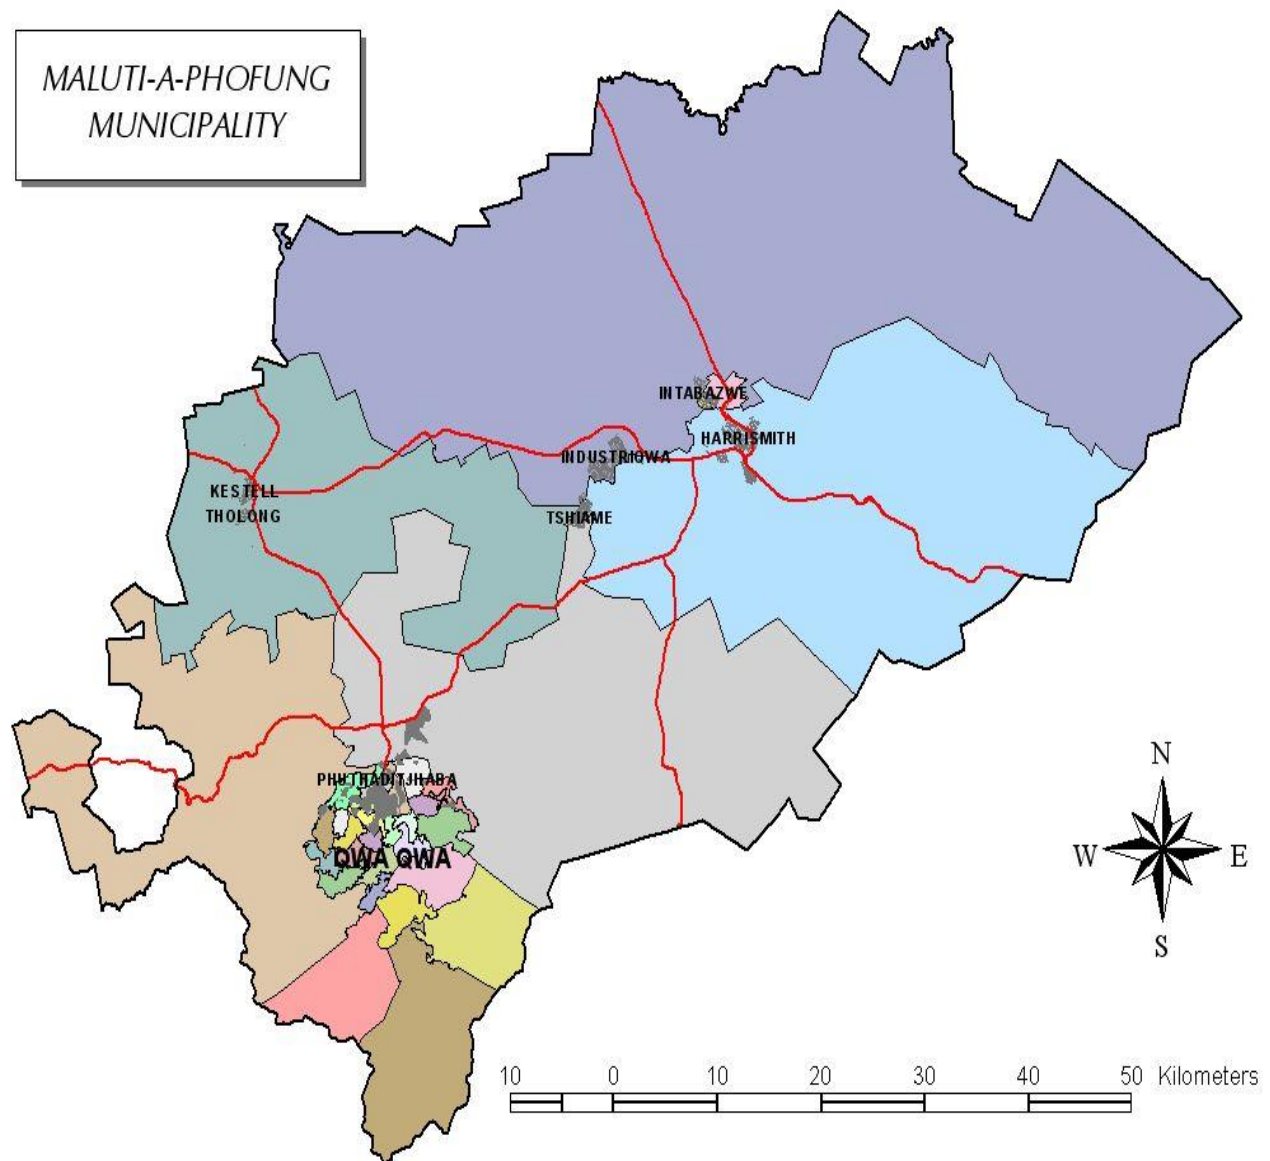 MALUTI-A-PHOFUNG
MUNICIPALITY
INTABAZWE
HARRISMITH
INDUSTRIQWA
KESTELL
THOLONG
TSHIAME
PHUTHADITJHABA
QWA QWA
N
W E
S
10 0 10 20 30 40 50 Kilometers